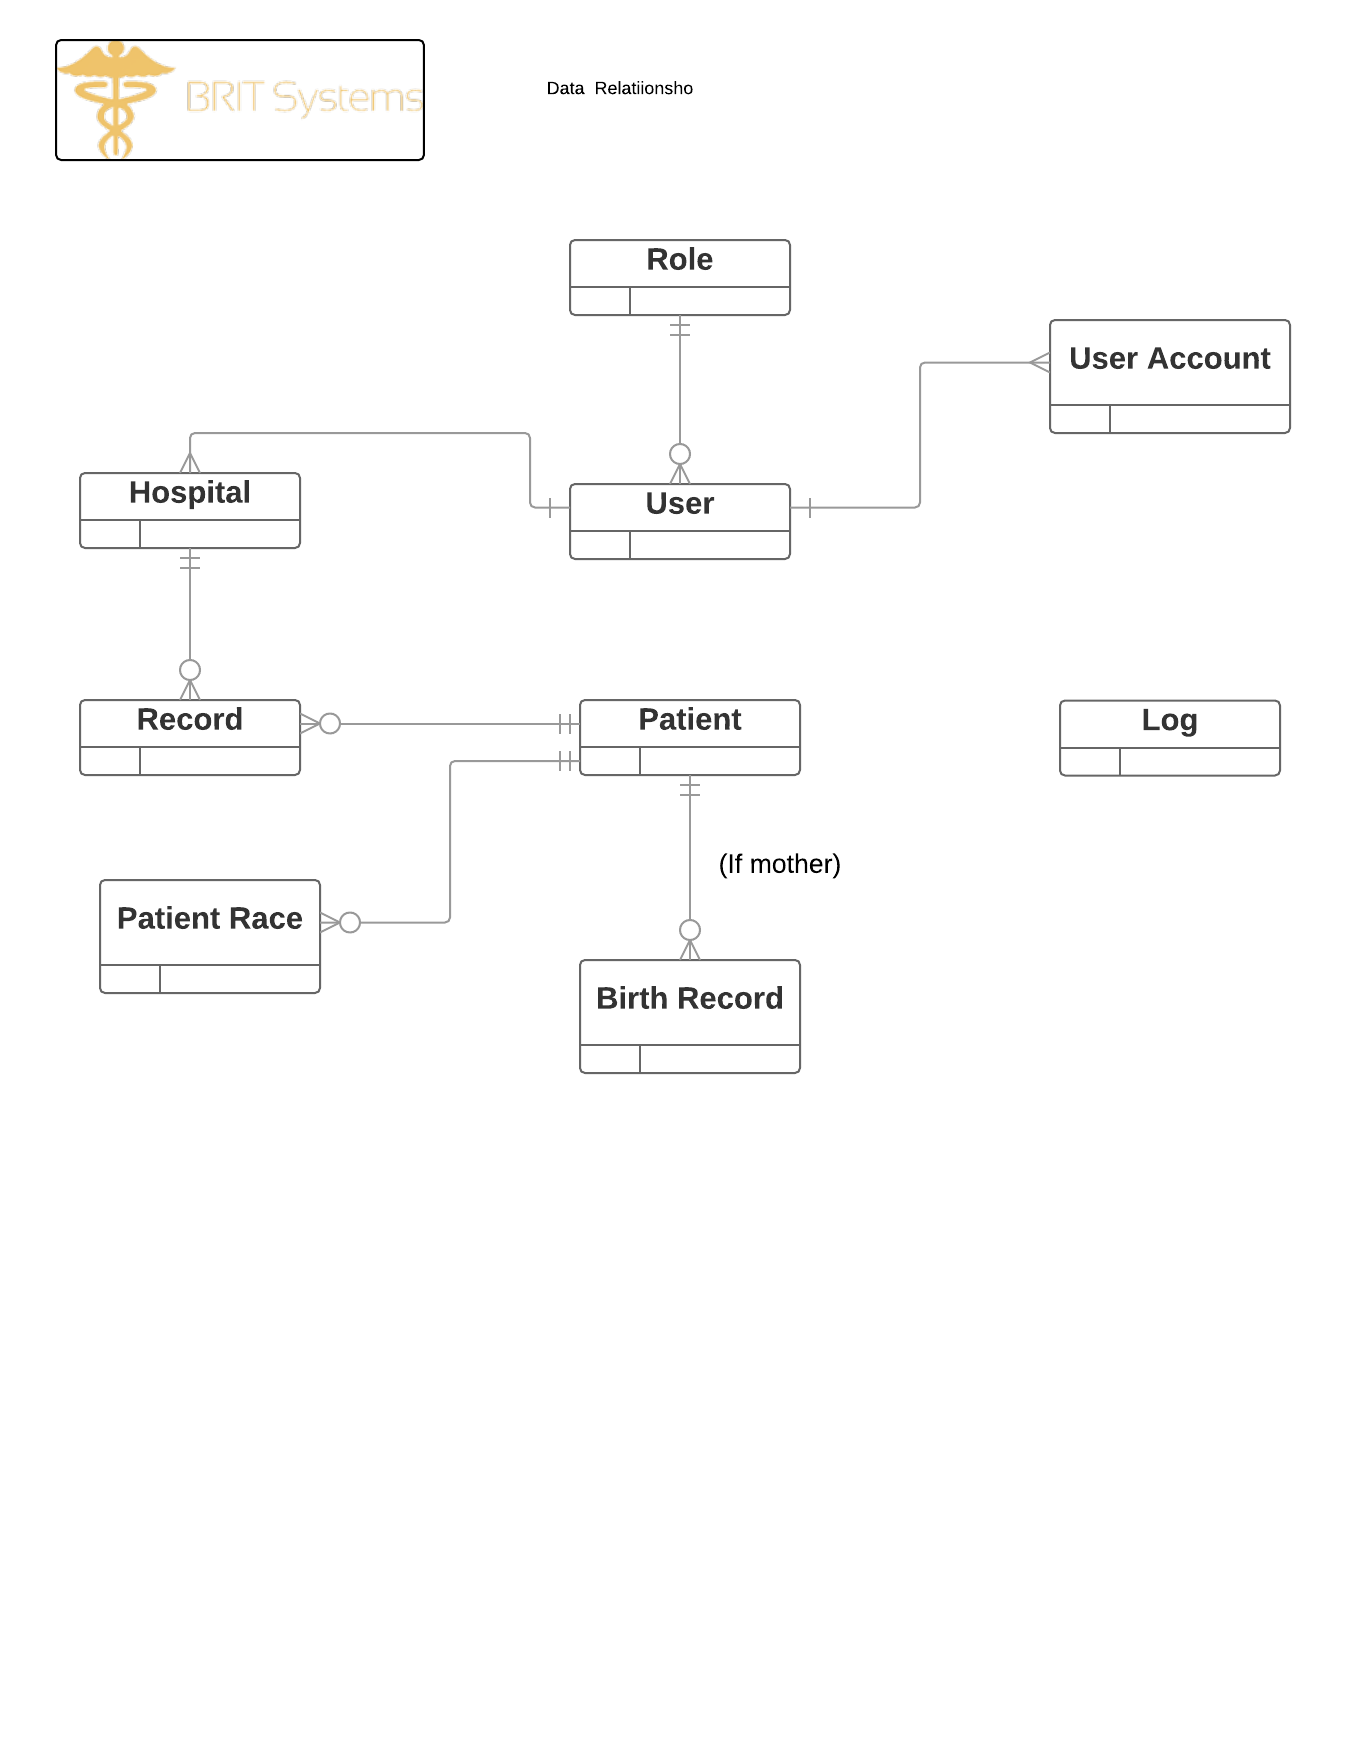 BRIT Systems
Data Relatiionsho
Role
User Account
Hospital
User
Record
Patient
Log
(If mother)
Patient Race
Birth Record